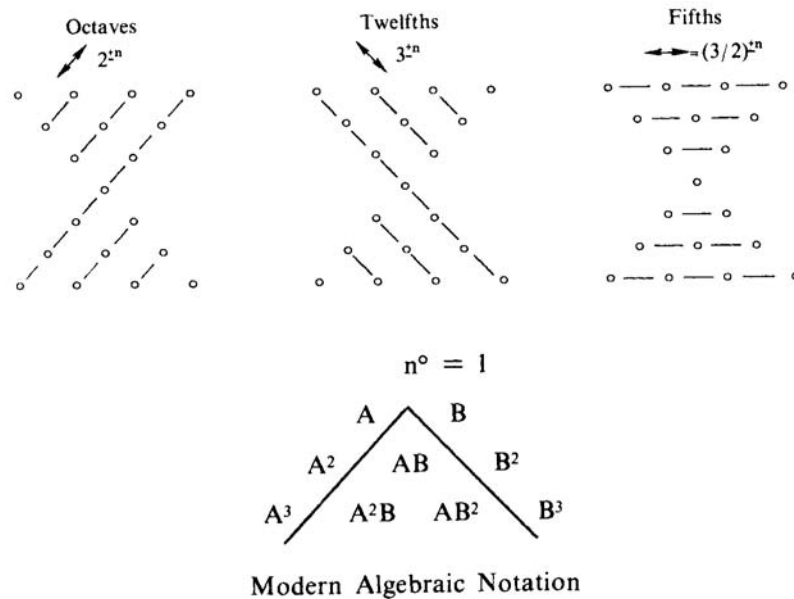 Octaves
2±n
Twelfths
3±n
Fifths
=(3/2)±n
n° = 1
A B
A² AB B²
A³ A²B AB² B³
Modern Algebraic Notation